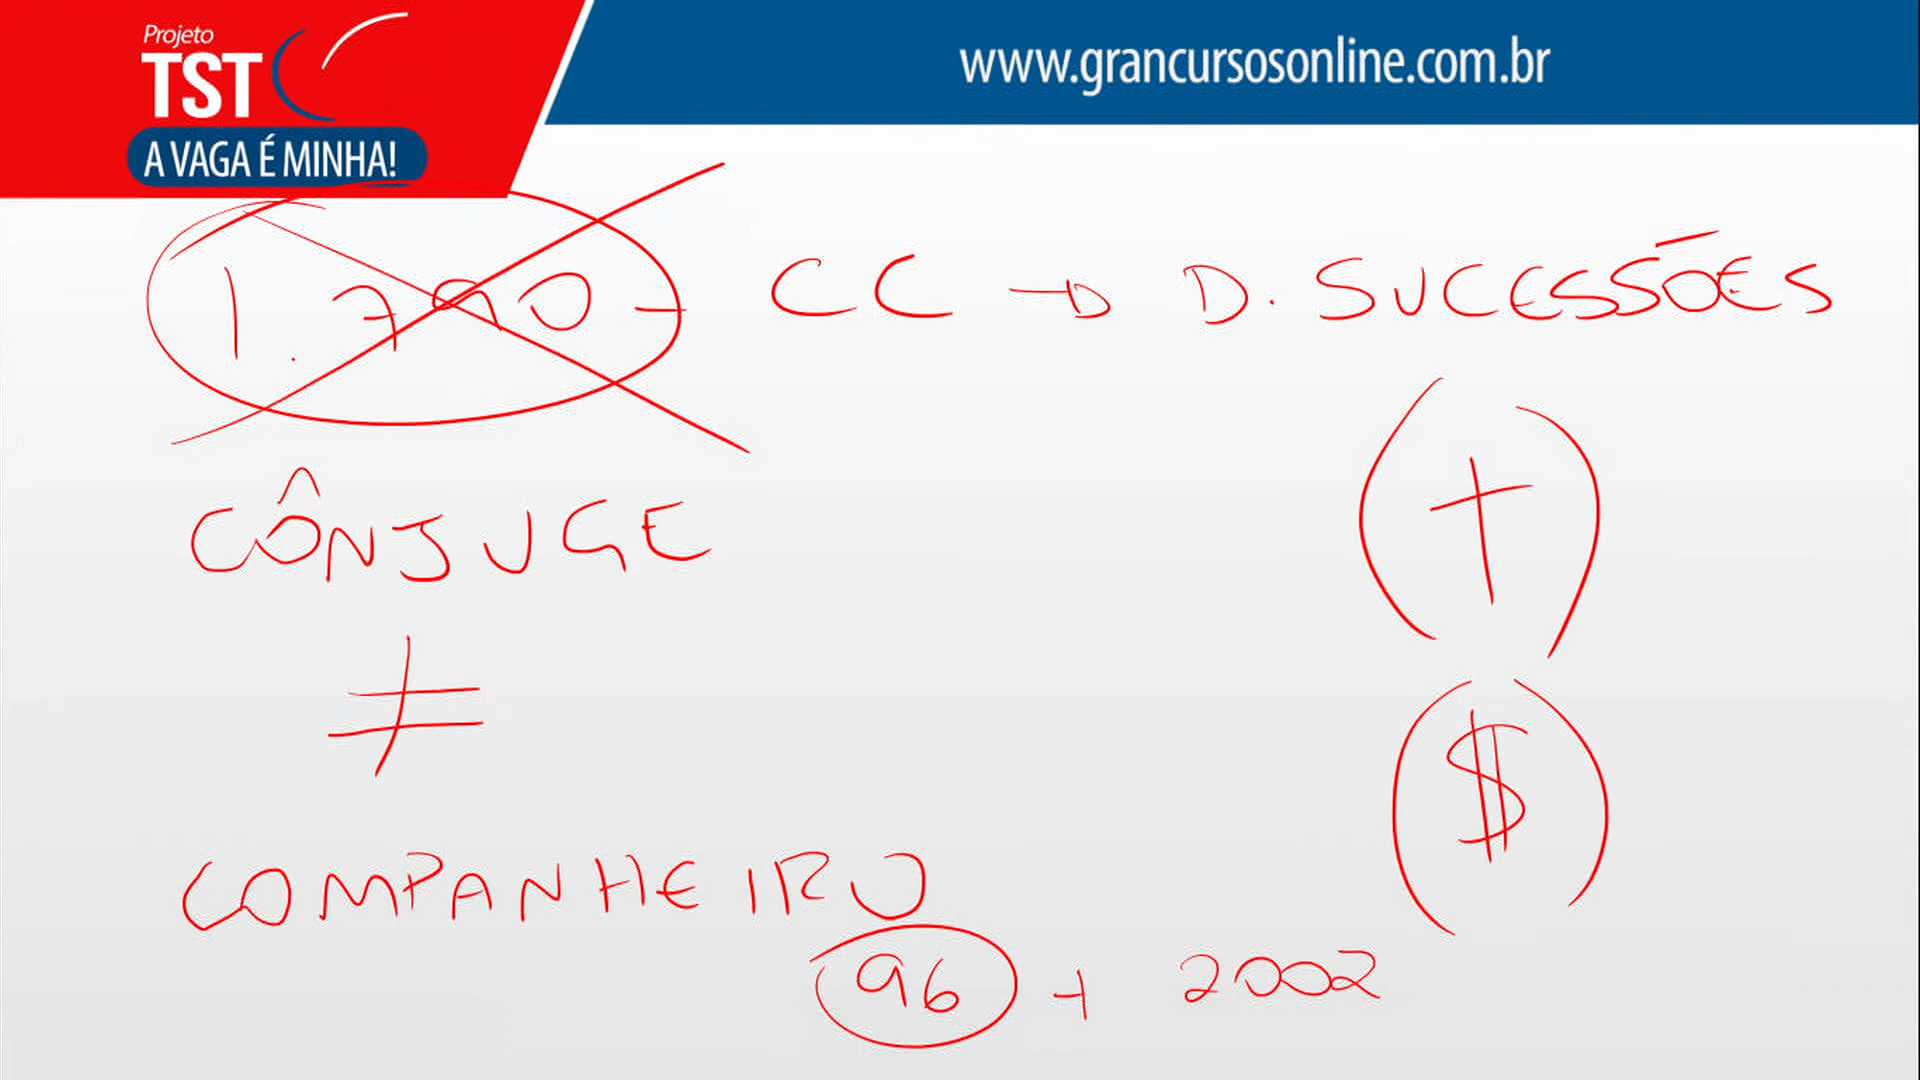 Projeto
TST
A VAGA É MINHA!
www.grancursosonline.com.br
1.790 - CC → D. SUCESSÕES
CÔNJUGE
≠
$
COMPANHEIRO
96 + 2002